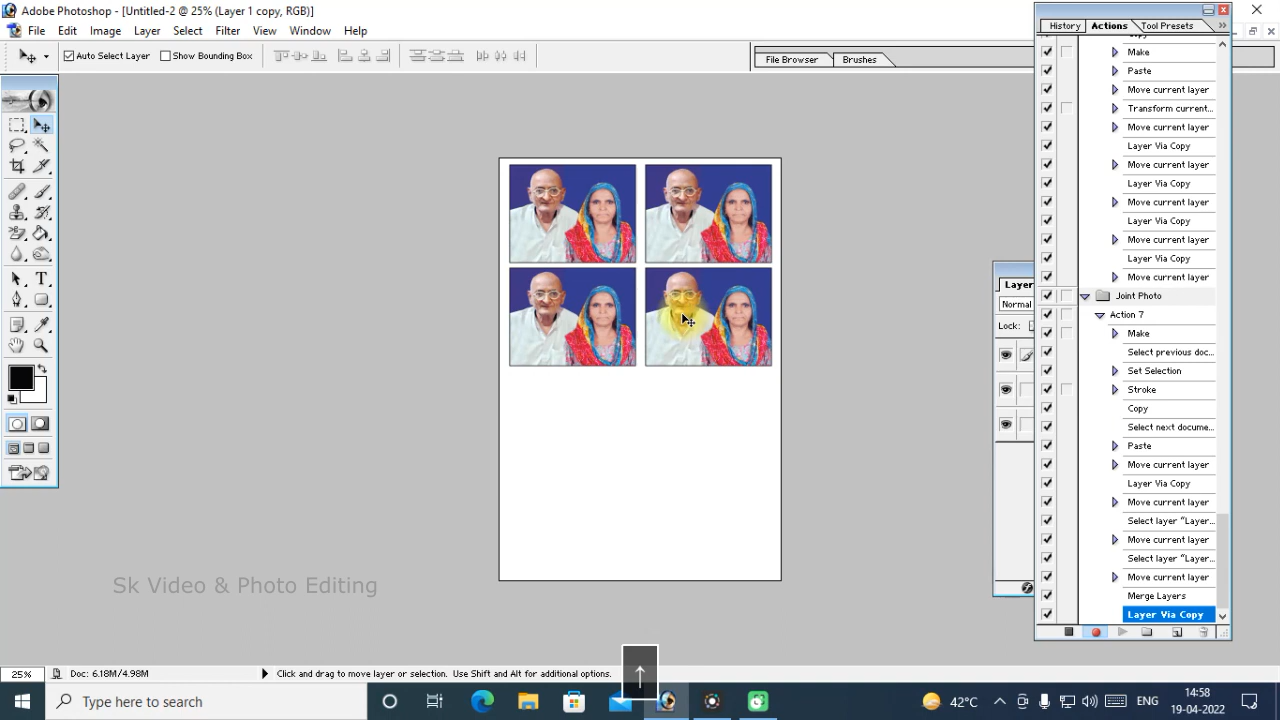 Adobe Photoshop - [Untitled-2 @ 25% (Layer 1 copy, RGB)]
File Edit Image Layer Select Filter View Window Help
Auto Select Layer Show Bounding Box
File Browser Brushes
History Actions Tool Presets
Make
Paste
Move current layer
Transform current...
Move current layer
Layer Via Copy
Move current layer
Layer Via Copy
Move current layer
Layer Via Copy
Move current layer
Layer Via Copy
Move current layer
Joint Photo
Action 7
Make
Select previous doc...
Set Selection
Stroke
Copy
Select next docume...
Paste
Move current layer
Layer Via Copy
Move current layer
Select layer "Layer...
Move current layer
Select layer "Layer...
Move current layer
Merge Layers
Layer Via Copy
Layer
Normal
Lock:
Sk Video & Photo Editing
25% Doc: 6.18M/4.98M Click and drag to move layer or selection. Use Shift and Alt for additional options.
Type here to search
42°C ENG 14:58
19-04-2022